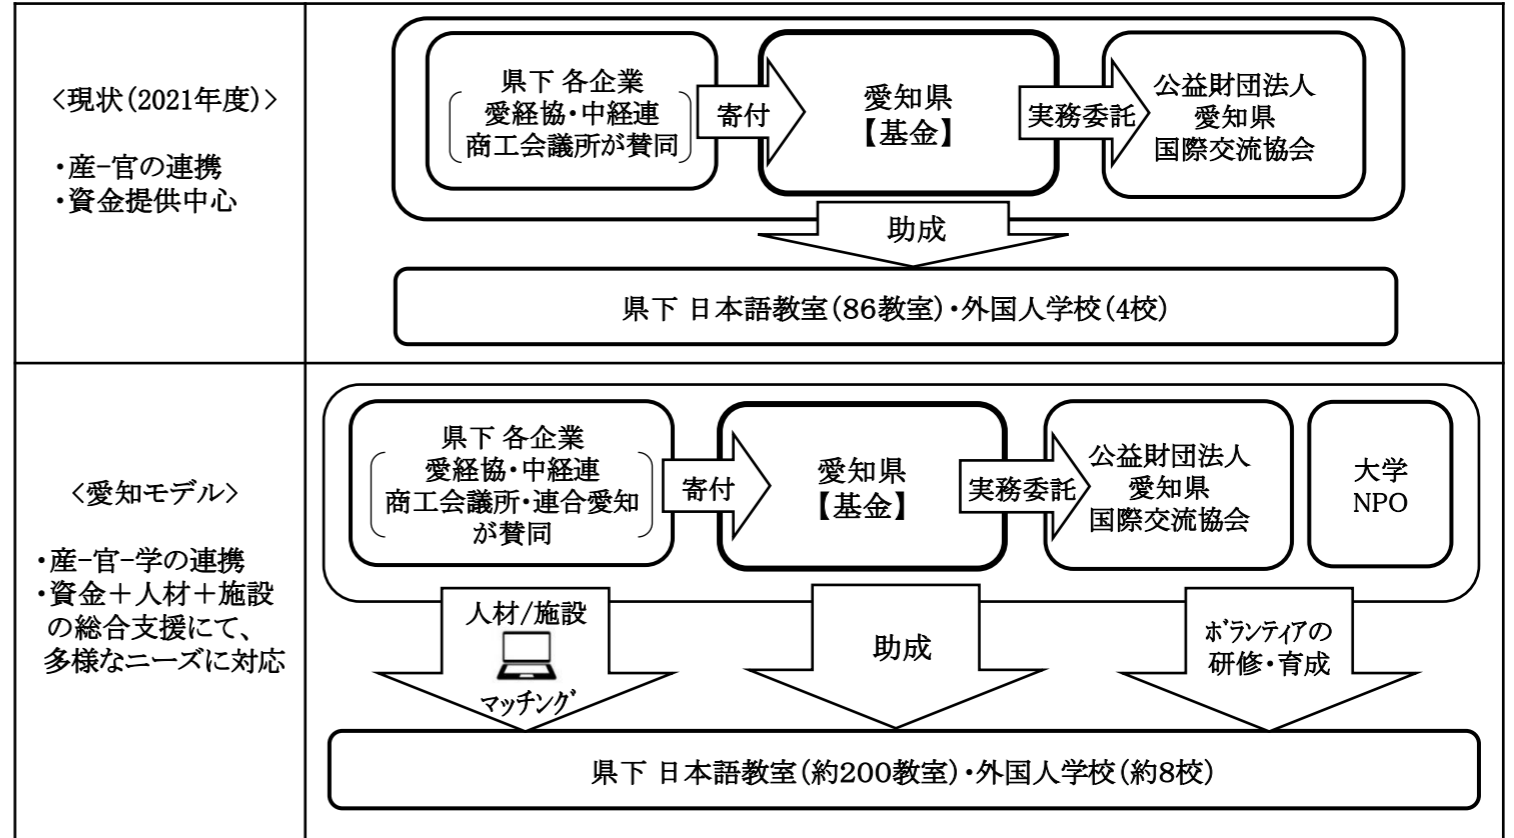 <現状(2021年度)>
・産-官の連携
・資金提供中心
県下 各企業
愛経協・中経連
商工会議所が賛同
寄付
愛知県
【基金】
実務委託
公益財団法人
愛知県
国際交流協会
助成
県下 日本語教室(86教室)・外国人学校(4校)
<愛知モデル>
・産-官-学の連携
・資金+人材+施設
の総合支援にて、
多様なニーズに対応
県下 各企業
愛経協・中経連
商工会議所・連合愛知
が賛同
寄付
愛知県
【基金】
実務委託
公益財団法人
愛知県
国際交流協会
大学
NPO
人材/施設
マッチング
助成
ボランティアの
研修・育成
県下 日本語教室(約200教室)・外国人学校(約8校)